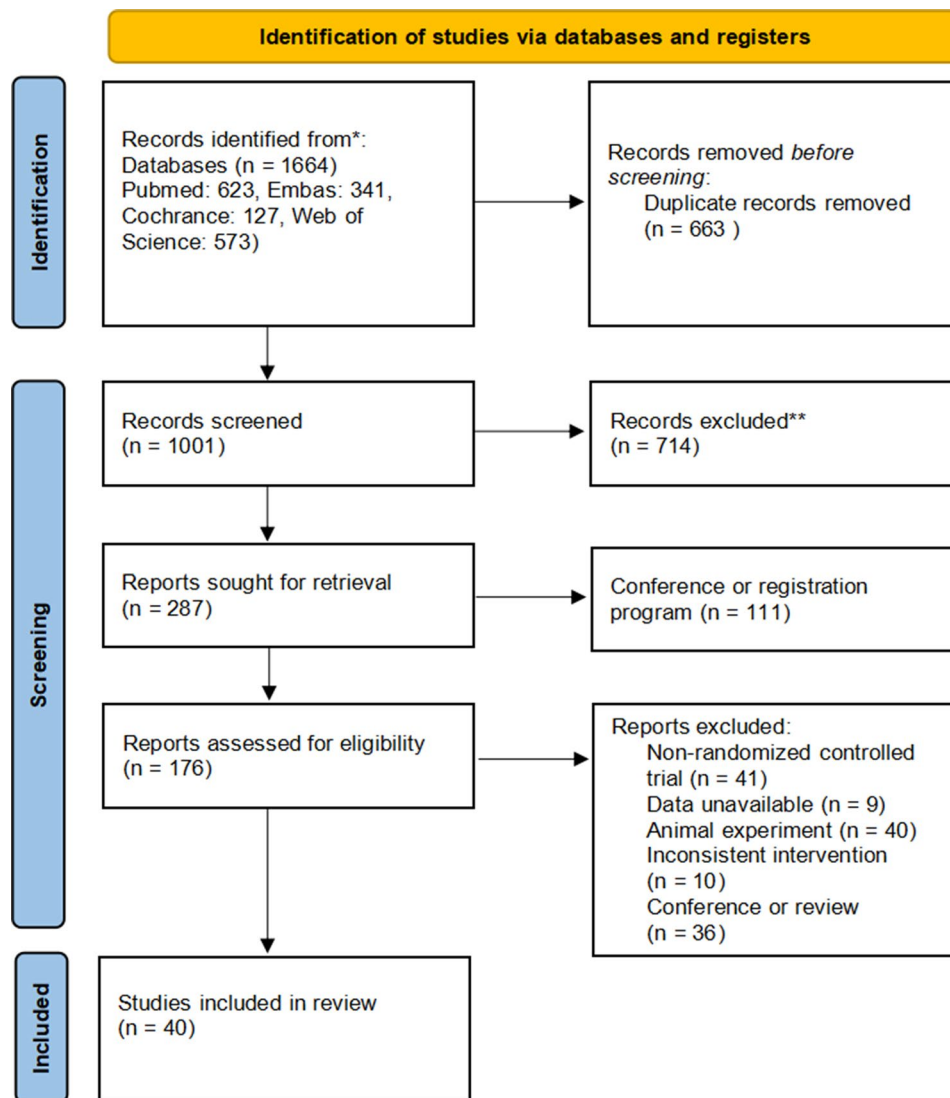 Identification of studies via databases and registers
Identification
Records identified from*:
Databases (n = 1664)
Pubmed: 623, Embas: 341,
Cochrance: 127, Web of
Science: 573)
Records removed before
screening:
Duplicate records removed
(n = 663 )
Screening
Records screened
(n = 1001)
Records excluded**
(n = 714)
Reports sought for retrieval
(n = 287)
Conference or registration
program (n = 111)
Reports assessed for eligibility
(n = 176)
Reports excluded:
Non-randomized controlled
trial (n = 41)
Data unavailable (n = 9)
Animal experiment (n = 40)
Inconsistent intervention
(n = 10)
Conference or review
(n = 36)
Included
Studies included in review
(n = 40)